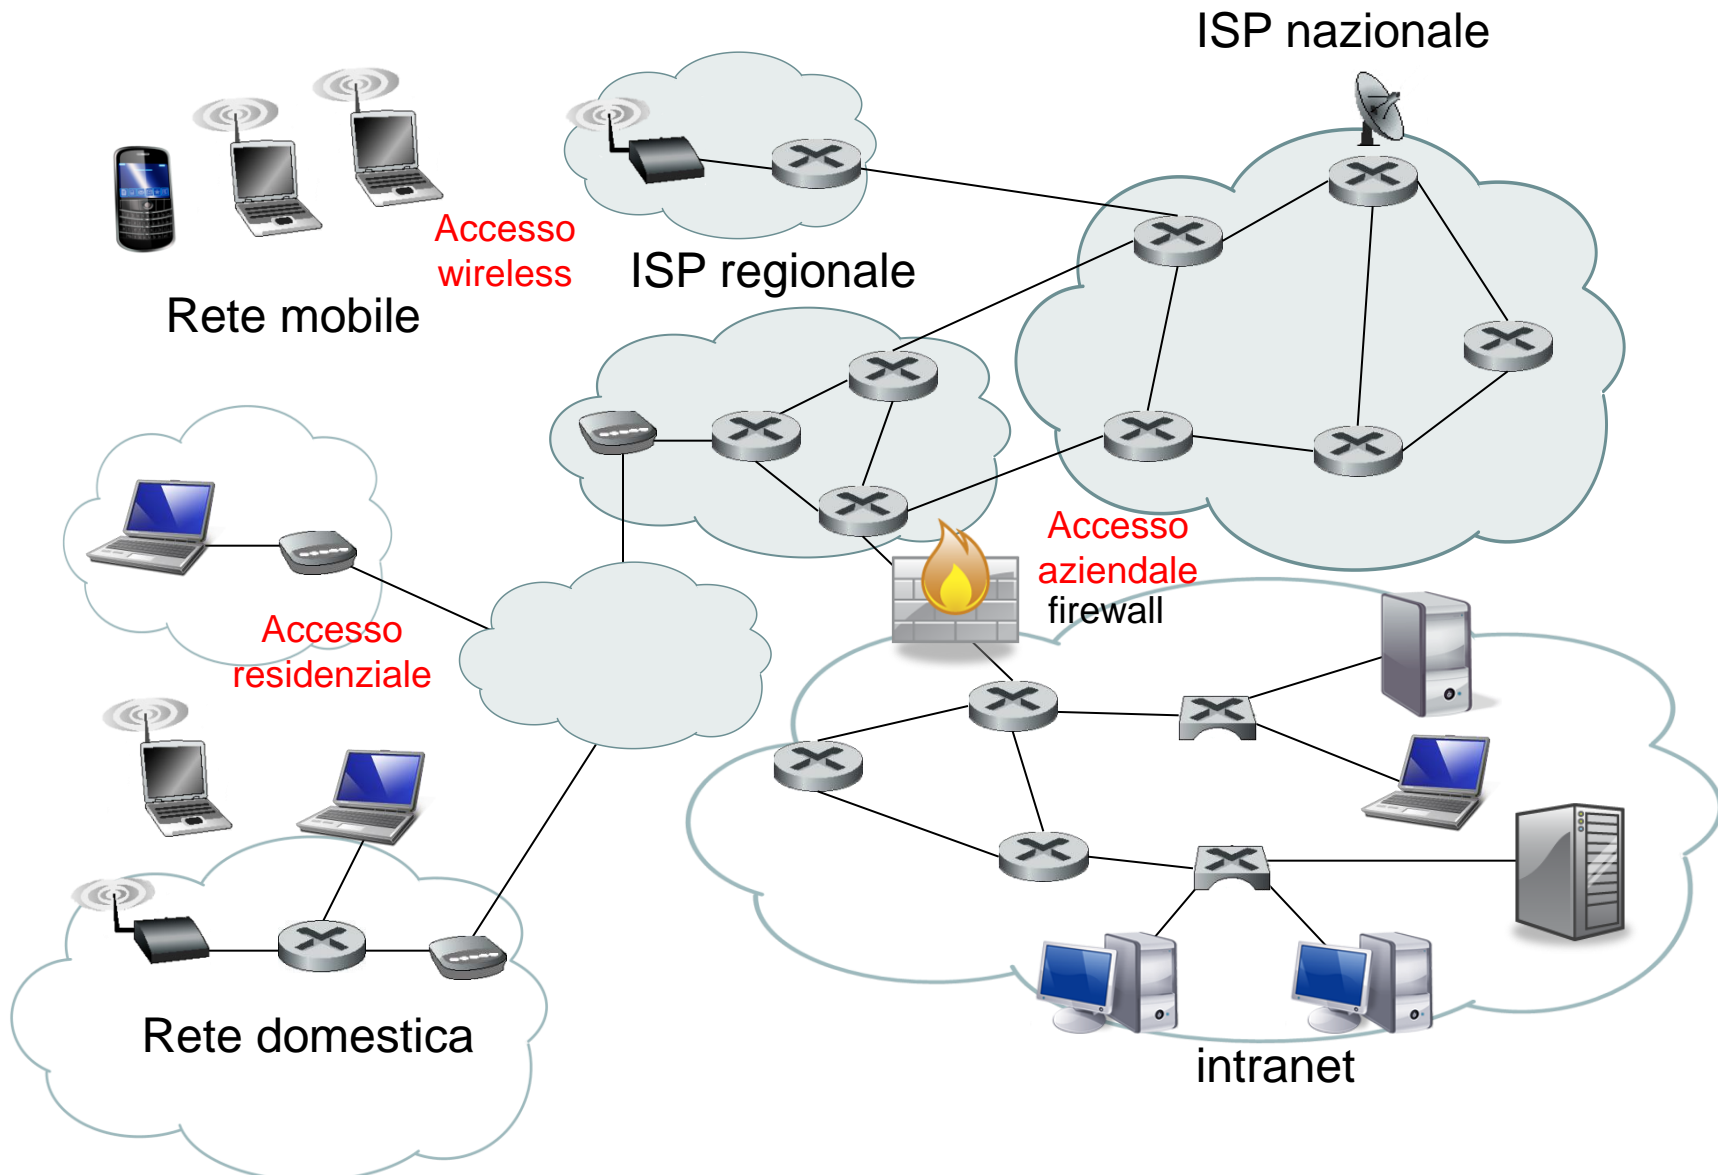 ISP nazionale
Accesso
wireless
ISP regionale
Rete mobile
Accesso
aziendale
firewall
Accesso
residenziale
Rete domestica
intranet